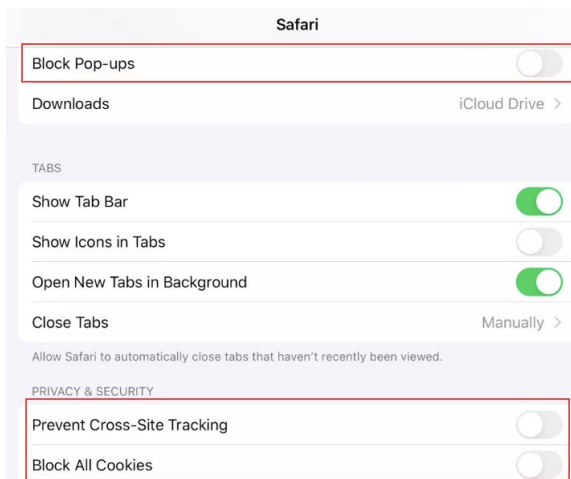 Safari
Block Pop-ups
Downloads iCloud Drive >
TABS
Show Tab Bar
Show Icons in Tabs
Open New Tabs in Background
Close Tabs Manually >
Allow Safari to automatically close tabs that haven't recently been viewed.
PRIVACY & SECURITY
Prevent Cross-Site Tracking
Block All Cookies